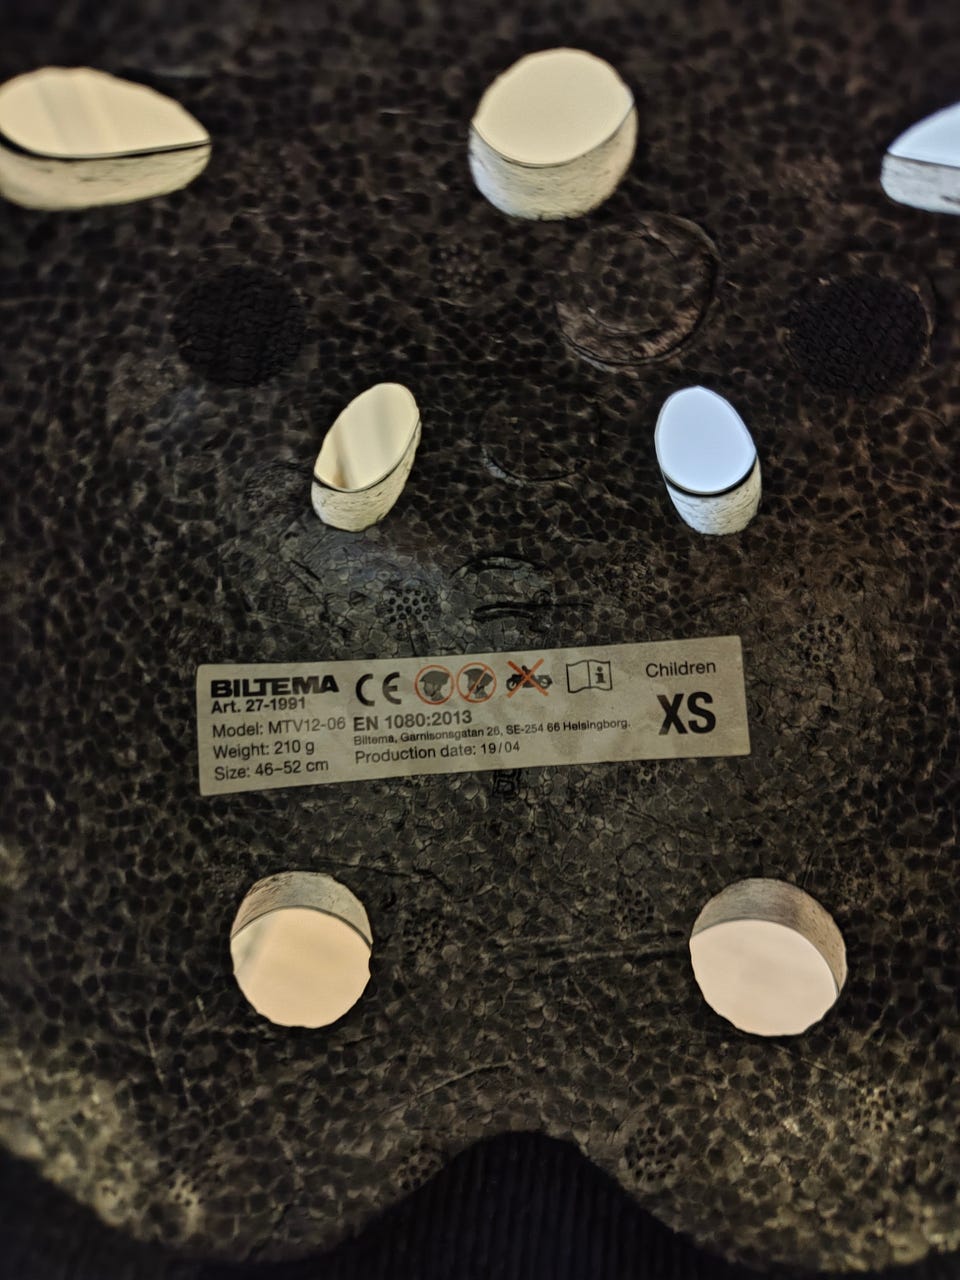 BILTEMA
Art. 27-1991
Model: MTV12-06
Weight: 210 g
Size: 46–52 cm
CE
EN 1080:2013
Biltema, Garnisonsgatan 26, SE-254 66 Helsingborg.
Production date: 19/04
Children
XS